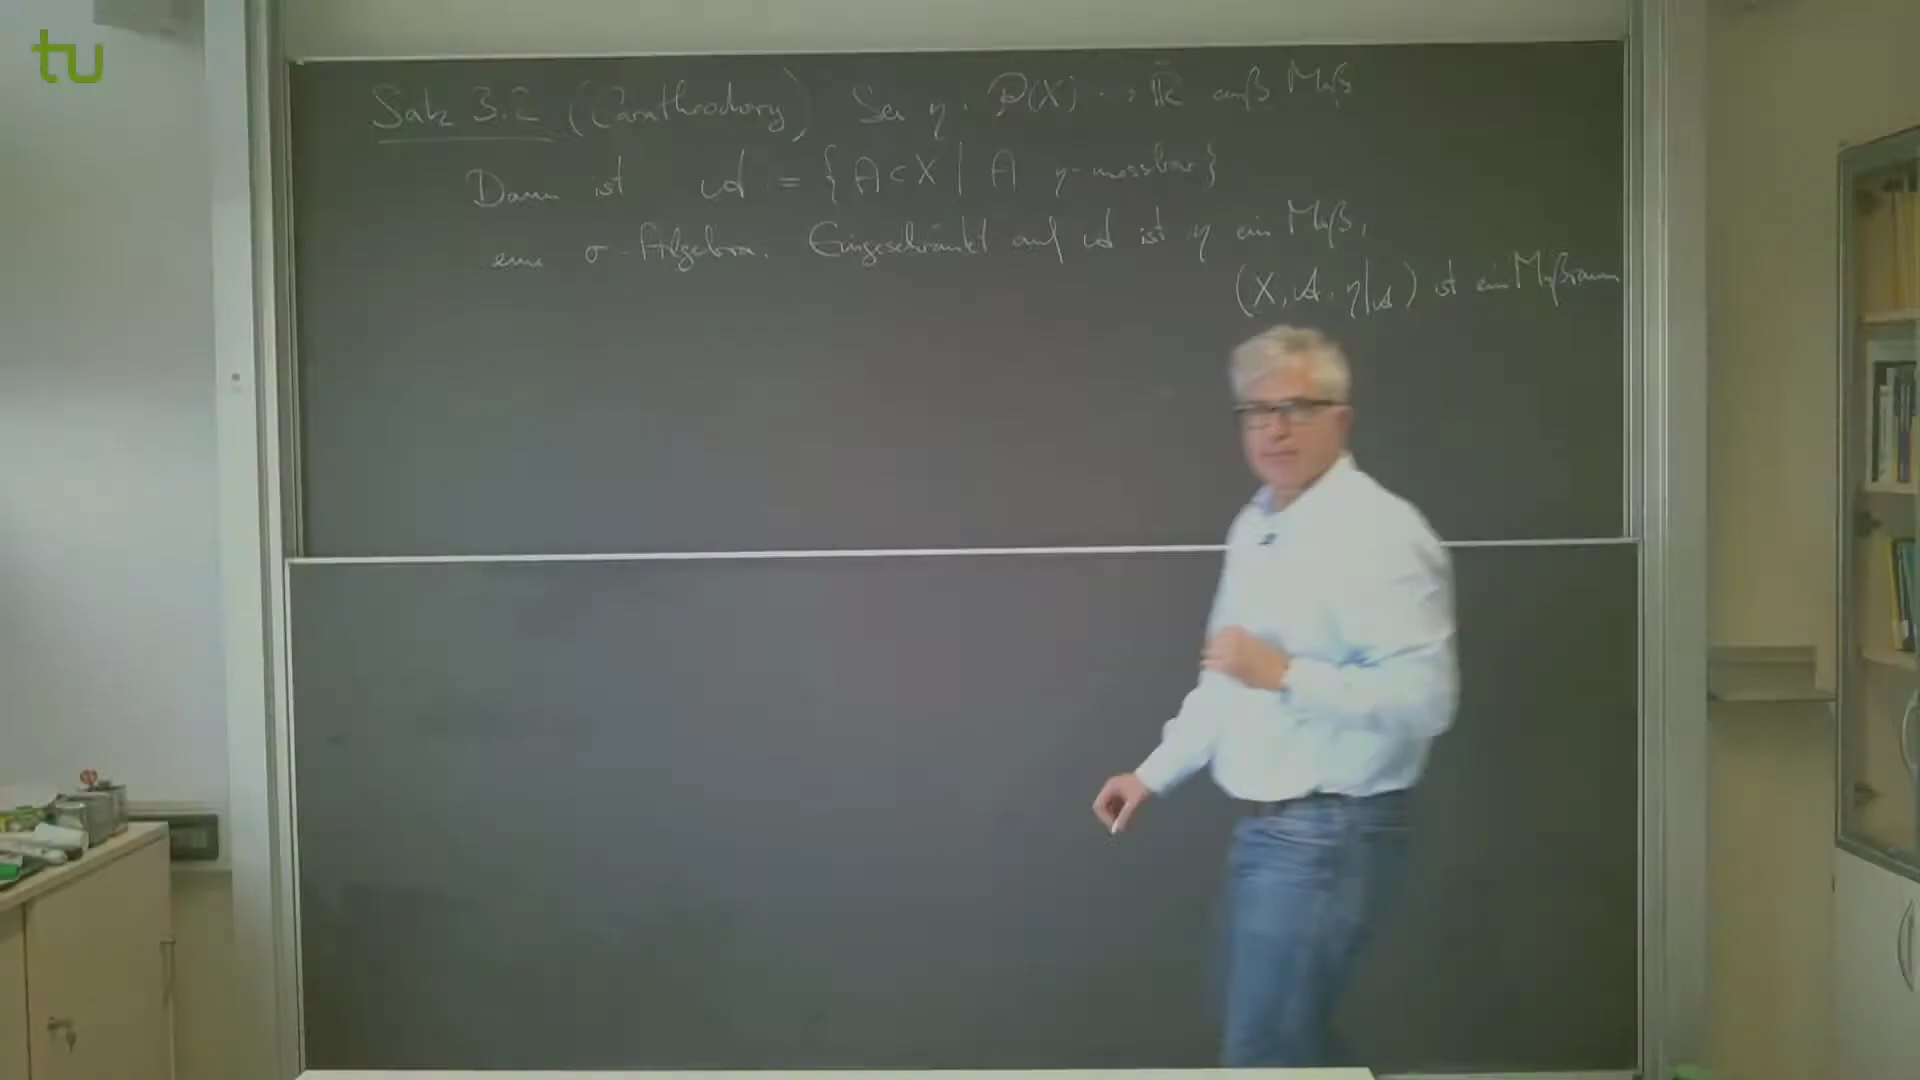 tu
Satz 3.2 (Caratheodory) Sei η: P(X) → ℝ̄ äuß Maß
Dann ist 𝒜 := {A ⊂ X | A η-messbar}
eine σ-Algebra. Eingeschränkt auf 𝒜 ist η ein Maß,
(X, 𝒜, η|𝒜) ist ein Maßraum